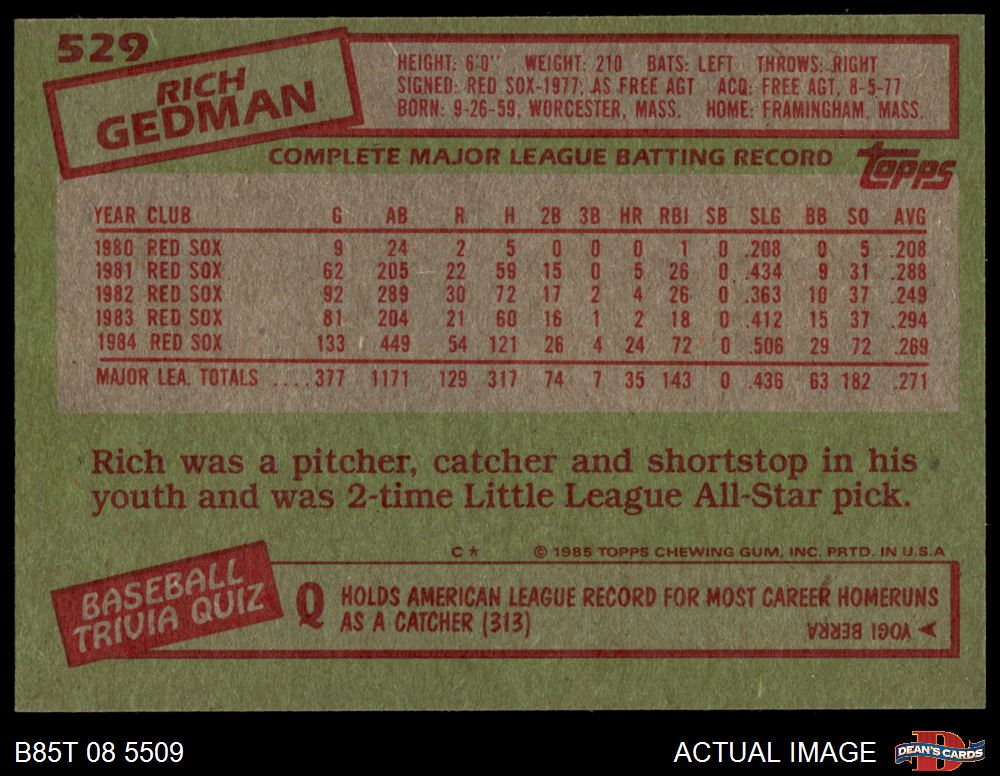 529
RICH
GEDMAN
HEIGHT: 6'0" WEIGHT: 210 BATS: LEFT THROWS: RIGHT
SIGNED: RED SOX-1977, AS FREE AGT ACQ: FREE AGT, 8-5-77
BORN: 9-26-59, WORCESTER, MASS. HOME: FRAMINGHAM, MASS.
COMPLETE MAJOR LEAGUE BATTING RECORD
topps
YEAR CLUB G AB R H 2B 3B HR RBI SB SLG BB SO AVG
1980 RED SOX 9 24 2 5 0 0 0 1 0 .208 0 5 .208
1981 RED SOX 62 205 22 59 15 0 5 26 0 .434 9 31 .288
1982 RED SOX 92 289 30 72 17 2 4 26 0 .363 10 37 .249
1983 RED SOX 81 204 21 60 16 1 2 18 0 .412 15 37 .294
1984 RED SOX 133 449 54 121 26 4 24 72 0 .506 29 72 .269
MAJOR LEA. TOTALS ....377 1171 129 317 74 7 35 143 0 .436 63 182 .271
Rich was a pitcher, catcher and shortstop in his
youth and was 2-time Little League All-Star pick.
C* © 1985 TOPPS CHEWING GUM, INC. PRTD. IN U.S.A
BASEBALL
TRIVIA QUIZ
Q HOLDS AMERICAN LEAGUE RECORD FOR MOST CAREER HOMERUNS
AS A CATCHER (313)
YOGI BERRA
B85T 08 5509
ACTUAL IMAGE
D
DEAN'S CARDS